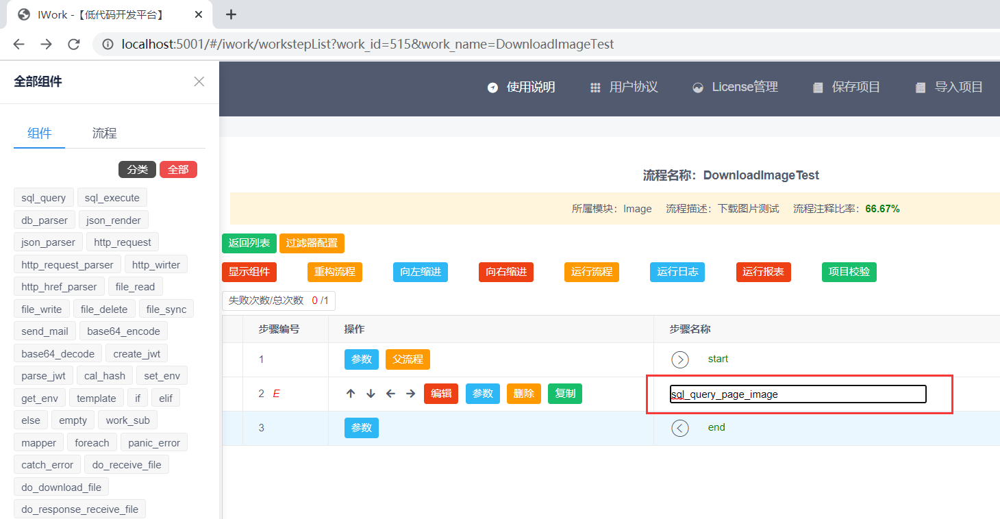 IWork -【低代码开发平台】
localhost:5001/#/iwork/workstepList?work_id=515&work_name=DownloadImageTest
全部组件
使用说明 用户协议 License管理 保存项目 导入项目
组件 流程
分类 全部
sql_query sql_execute
db_parser json_render
json_parser http_request
http_request_parser http_wirter
http_href_parser file_read
file_write file_delete file_sync
send_mail base64_encode
base64_decode create_jwt
parse_jwt cal_hash set_env
get_env template if elif
else empty work_sub
mapper foreach panic_error
catch_error do_receive_file
do_download_file
do_response_receive_file
流程名称：DownloadImageTest
所属模块：Image 流程描述：下载图片测试 流程注释比率：66.67%
返回列表 过滤器配置
显示组件 重构流程 向左缩进 向右缩进 运行流程 运行日志 运行报表 项目校验
失败次数/总次数 0 /1
步骤编号 操作 步骤名称
1 参数 父流程 start
2 E 编辑 参数 删除 复制 sql_query_page_image
3 参数 end